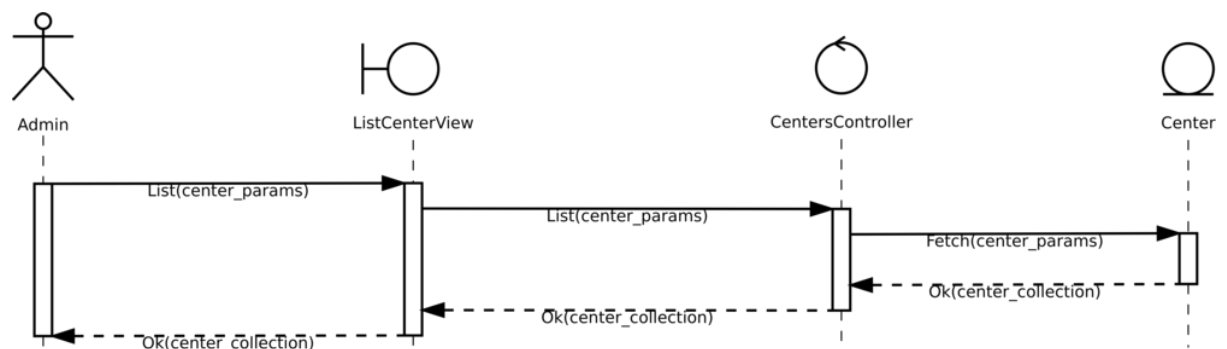 Admin
ListCenterView
CentersController
Center
List(center_params)
List(center_params)
Fetch(center_params)
Ok(center_collection)
Ok(center_collection)
Ok(center_collection)